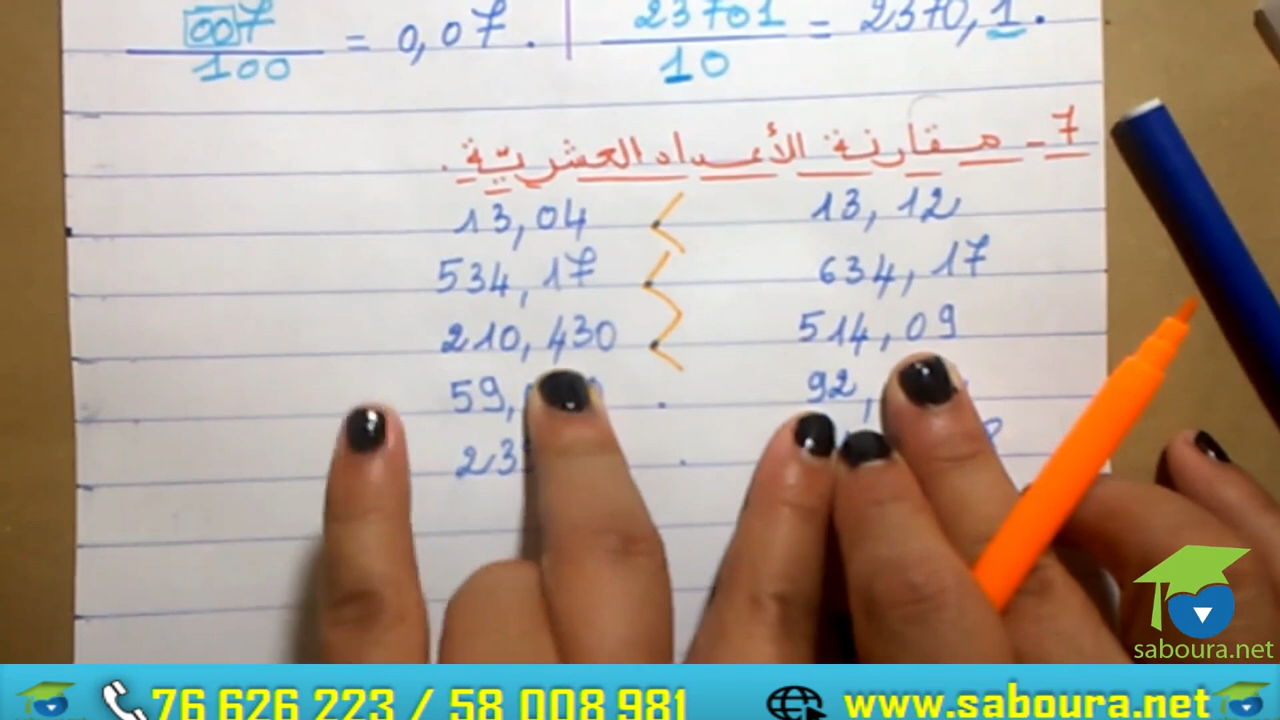 007/100 = 0,07 . 23701/10 = 2370,1 .
7- مقارنة الأعداد العشريّة .
13,04 < 13,12
534,17 < 634,17
210,430 < 514,09
59, . 92,
23 .
saboura.net
76 626 223 / 58 008 981 www.saboura.net